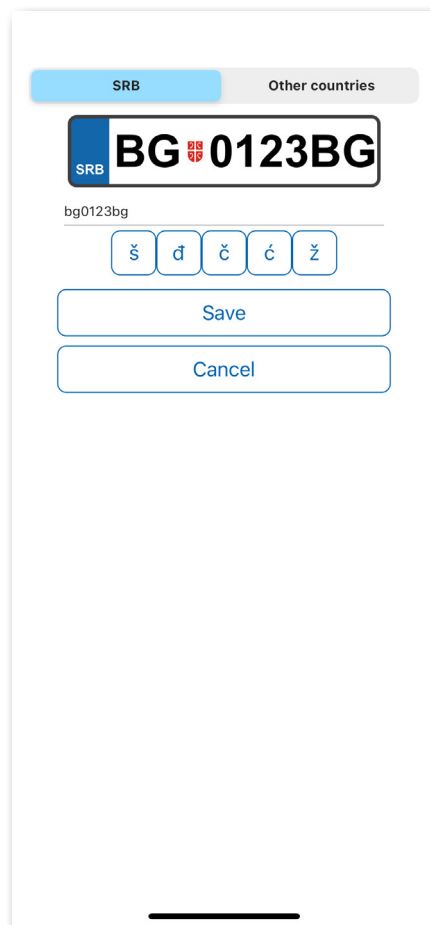 SRB Other countries
SRB BG 0123BG
bg0123bg
š đ č ć ž
Save
Cancel